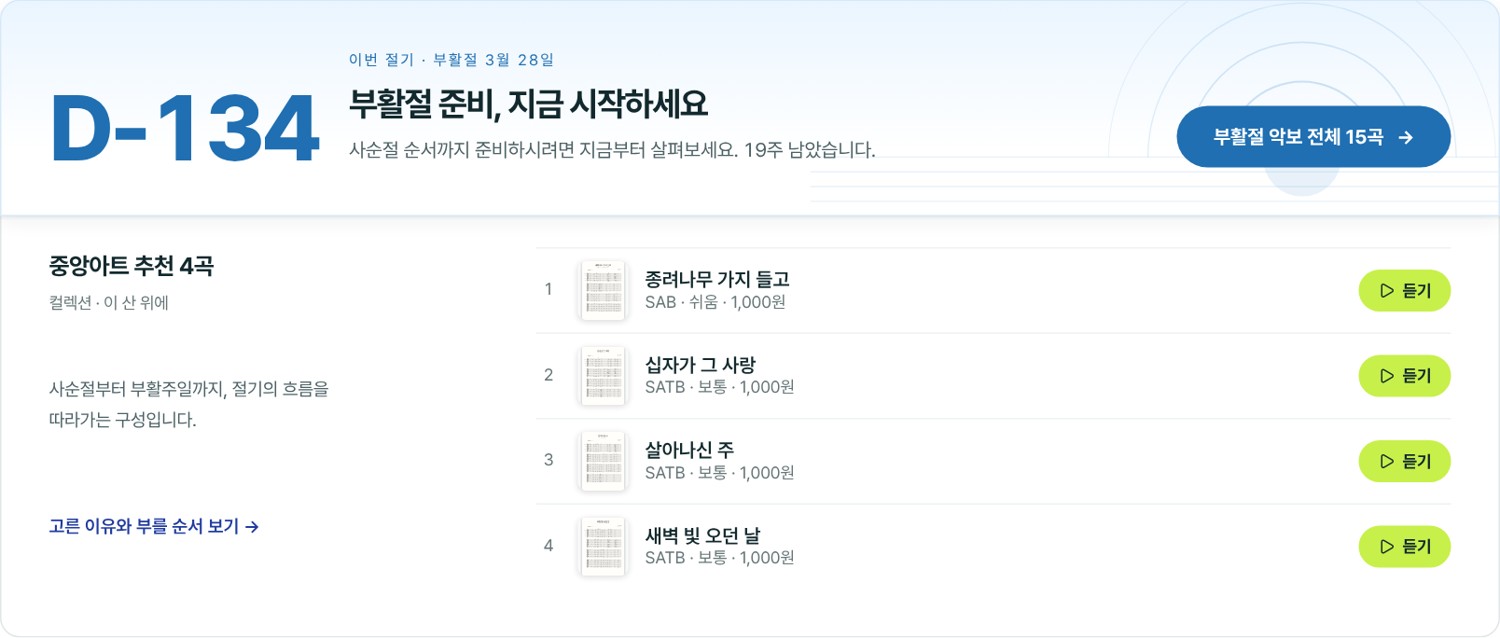 이번 절기 · 부활절 3월 28일
D-134
부활절 준비, 지금 시작하세요
사순절 순서까지 준비하시려면 지금부터 살펴보세요. 19주 남았습니다.
부활절 악보 전체 15곡 →
중앙아트 추천 4곡
컬렉션 · 이 산 위에
사순절부터 부활주일까지, 절기의 흐름을
따라가는 구성입니다.
고른 이유와 부를 순서 보기 →
1
종려나무 가지 들고
SAB · 쉬움 · 1,000원
듣기
2
십자가 그 사랑
SATB · 보통 · 1,000원
듣기
3
살아나신 주
SATB · 보통 · 1,000원
듣기
4
새벽 빛 오던 날
SATB · 보통 · 1,000원
듣기